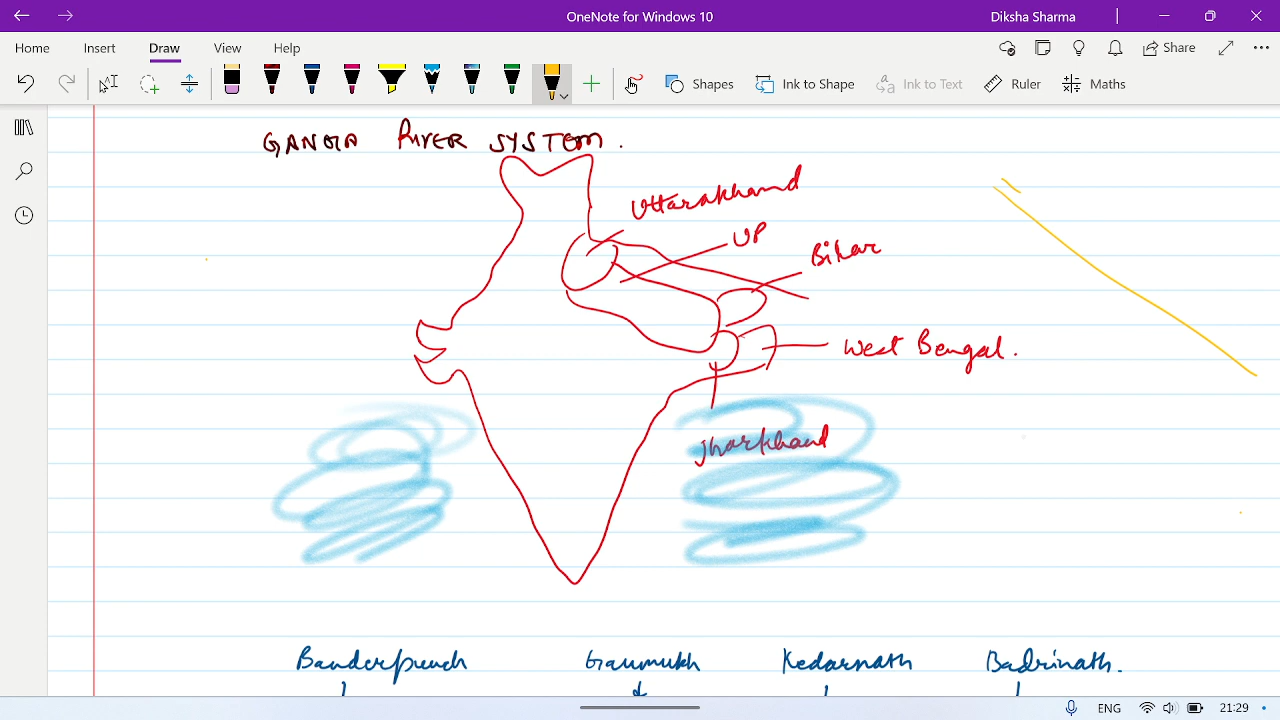 OneNote for Windows 10
Diksha Sharma
Home Insert Draw View Help
Share
Shapes
Ink to Shape
Ink to Text
Ruler
Maths
GANGA RIVER SYSTEM.
Uttarakhand
UP
Bihar
West Bengal.
Jharkhand
Banderpunch Gaumukh Kedarnath Badrinath.
ENG 21:29